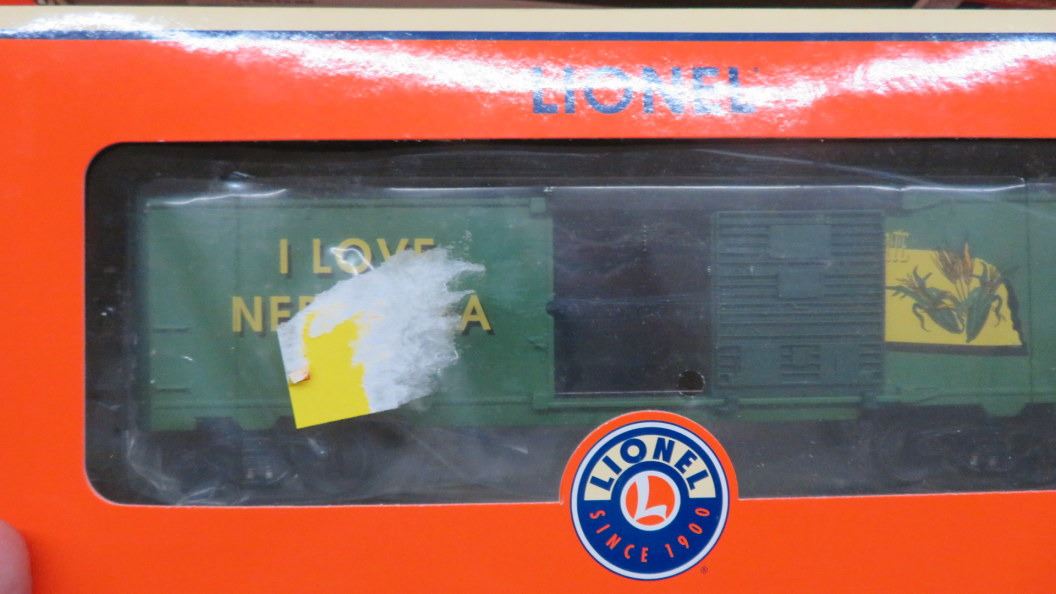 LIONEL
I LOVE
LIONEL
L
SINCE 1900
®